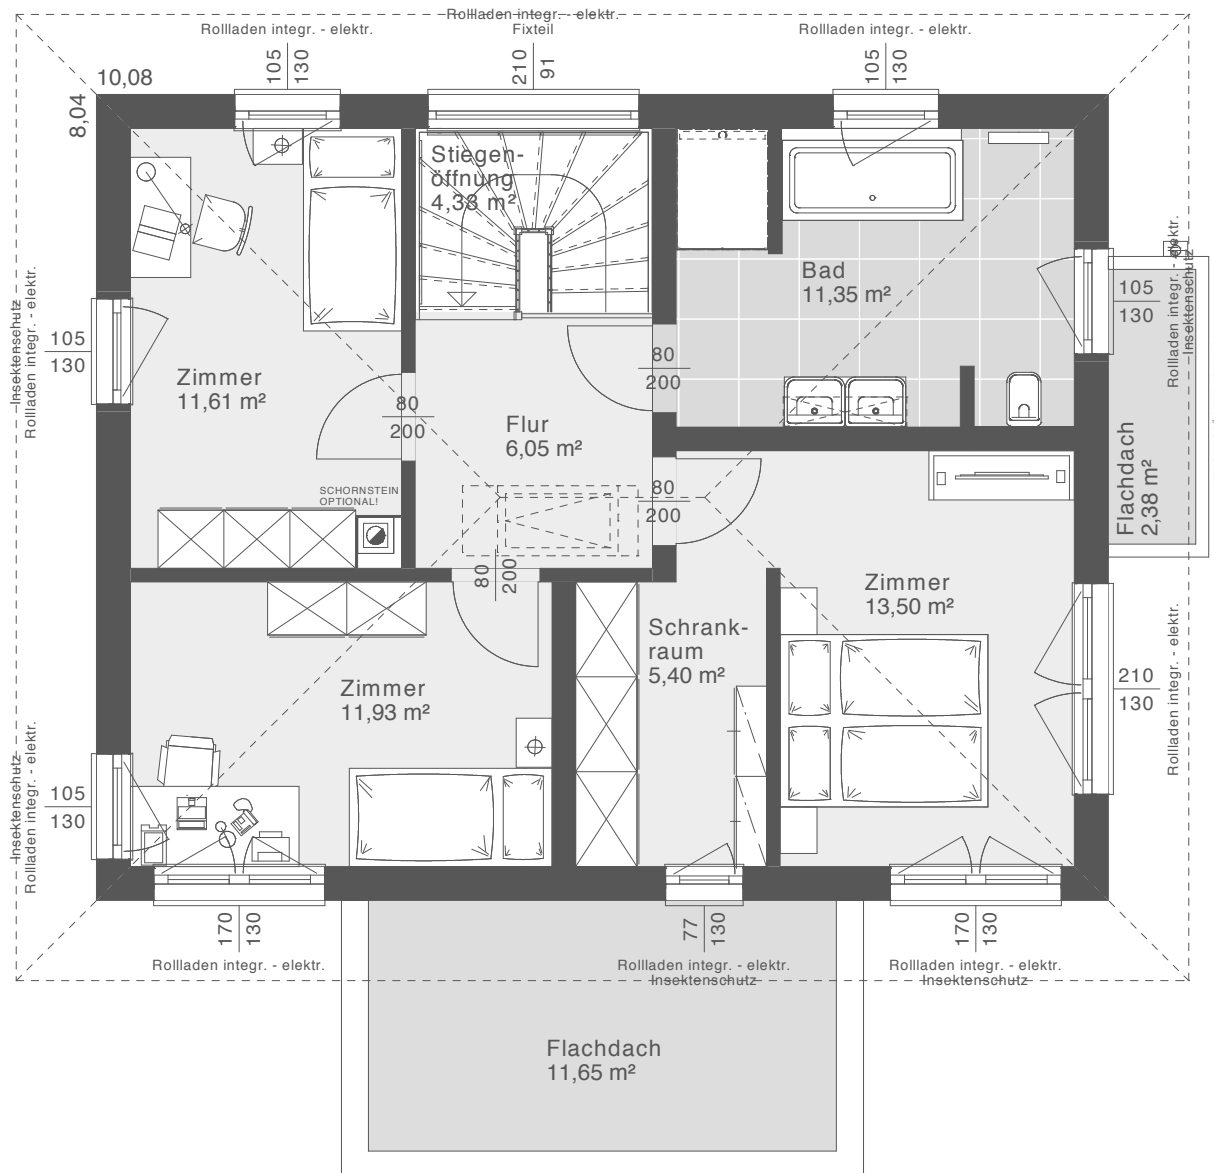 Rollladen integr. - elektr.
Fixteil
Rollladen integr. - elektr.
Rollladen integr. - elektr.
105
130
210
91
105
130
10,08
8,04
Stiegen-
öffnung
4,33 m²
Bad
11,35 m²
Insektenschutz
Rollladen integr. - elektr.
105
130
Zimmer
11,61 m²
80
200
Flur
6,05 m²
80
200
105
130
Rollladen integr. - elektr.
Insektenschutz
Flachdach
2,38 m²
SCHORNSTEIN
OPTIONAL!
80
200
80
200
Zimmer
13,50 m²
Schrank-
raum
5,40 m²
Zimmer
11,93 m²
210
130
Rollladen integr. - elektr.
Insektenschutz
Rollladen integr. - elektr.
105
130
170
130
Rollladen integr. - elektr.
77
130
Rollladen integr. - elektr.
Insektenschutz
170
130
Rollladen integr. - elektr.
Insektenschutz
Flachdach
11,65 m²